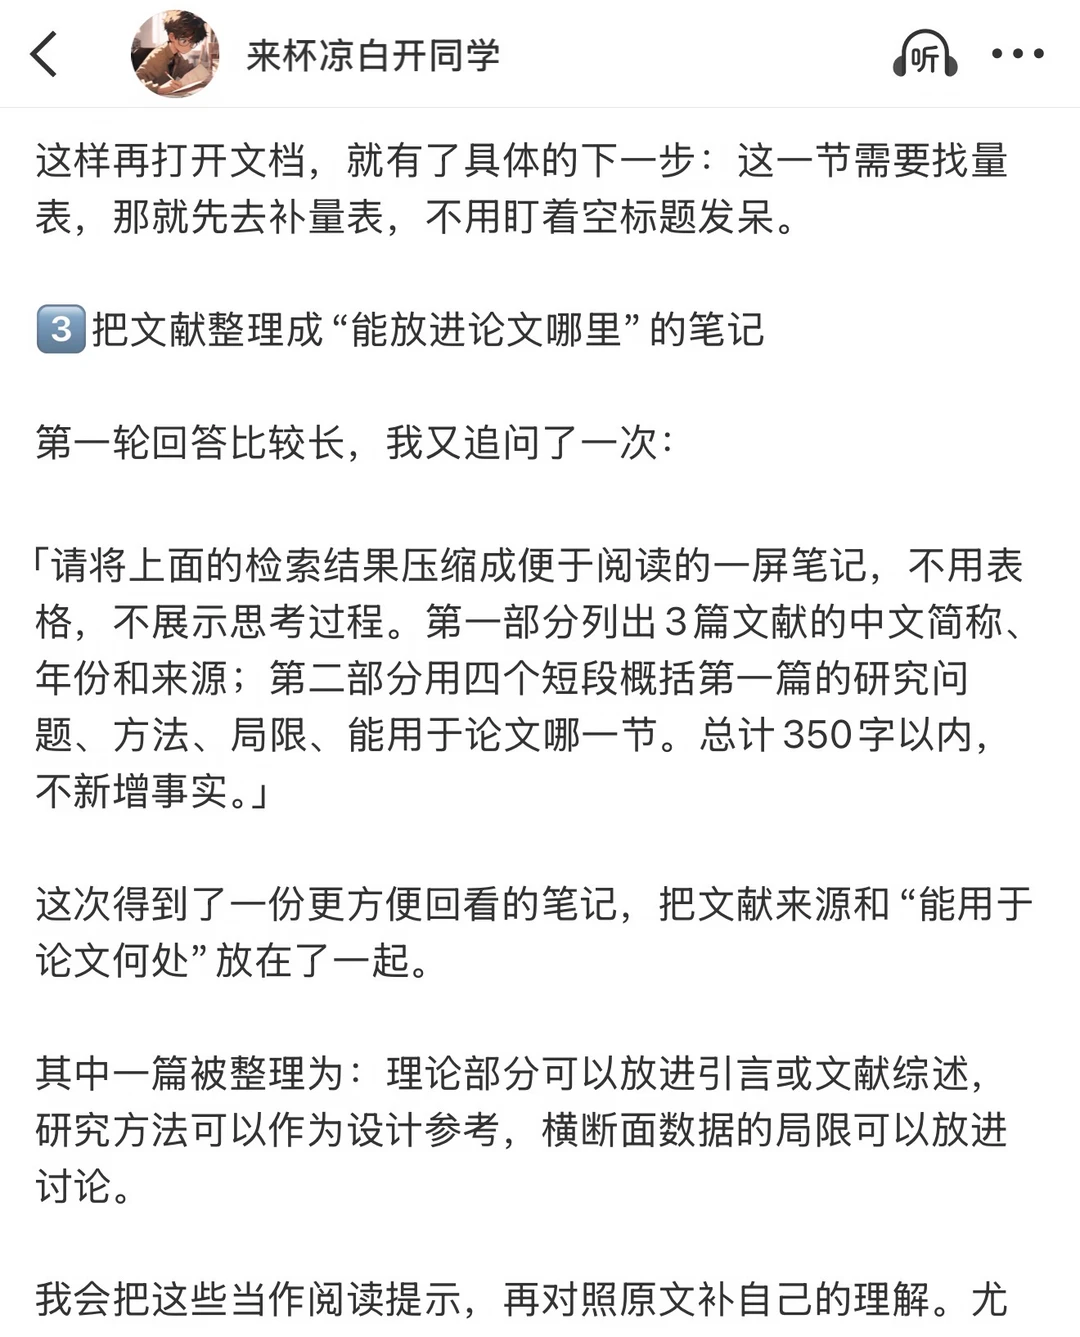 来杯凉白开同学
听
这样再打开文档，就有了具体的下一步：这一节需要找量
表，那就先去补量表，不用盯着空标题发呆。
3 把文献整理成“能放进论文哪里”的笔记
第一轮回答比较长，我又追问了一次：
「请将上面的检索结果压缩成便于阅读的一屏笔记，不用表
格，不展示思考过程。第一部分列出3篇文献的中文简称、
年份和来源；第二部分用四个短段概括第一篇的研究问
题、方法、局限、能用于论文哪一节。总计350字以内，
不新增事实。」
这次得到了一份更方便回看的笔记，把文献来源和“能用于
论文何处”放在了一起。
其中一篇被整理为：理论部分可以放进引言或文献综述，
研究方法可以作为设计参考，横断面数据的局限可以放进
讨论。
我会把这些当作阅读提示，再对照原文补自己的理解。尤